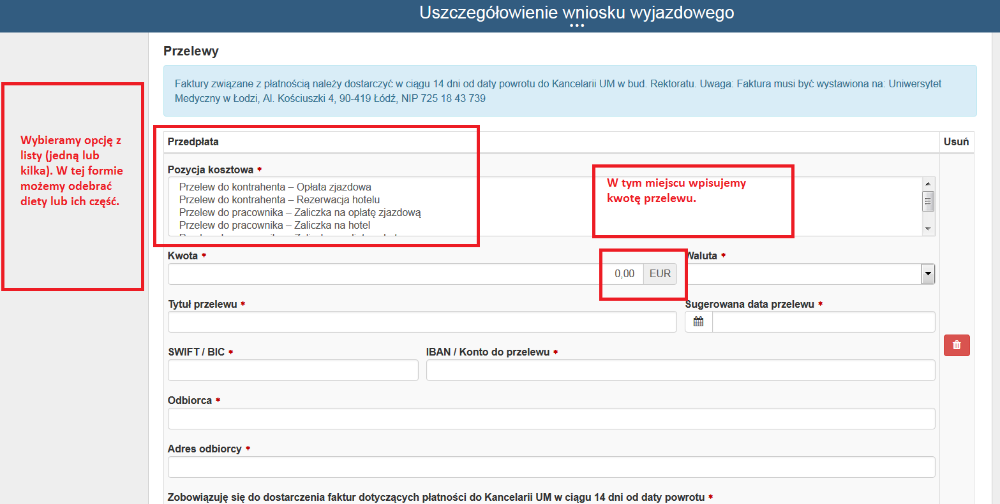 Uszczegółowienie wniosku wyjazdowego
Przelewy
Faktury związane z płatnością należy dostarczyć w ciągu 14 dni od daty powrotu do Kancelarii UM w bud. Rektoratu. Uwaga: Faktura musi być wystawiona na: Uniwersytet
Medyczny w Łodzi, Al. Kościuszki 4, 90-419 Łódź, NIP 725 18 43 739
Wybieramy opcję z
listy (jedną lub
kilka). W tej formie
możemy odebrać
diety lub ich część.
Przedpłata
Usuń
Pozycja kosztowa *
Przelew do kontrahenta – Opłata zjazdowa
Przelew do kontrahenta – Rezerwacja hotelu
Przelew do pracownika – Zaliczka na opłatę zjazdową
Przelew do pracownika – Zaliczka na hotel
W tym miejscu wpisujemy
kwotę przelewu.
Kwota *
Waluta *
0,00 EUR
Tytuł przelewu *
Sugerowana data przelewu *
SWIFT / BIC *
IBAN / Konto do przelewu *
Odbiorca *
Adres odbiorcy *
Zobowiązuję się do dostarczenia faktur dotyczących płatności do Kancelarii UM w ciągu 14 dni od daty powrotu *